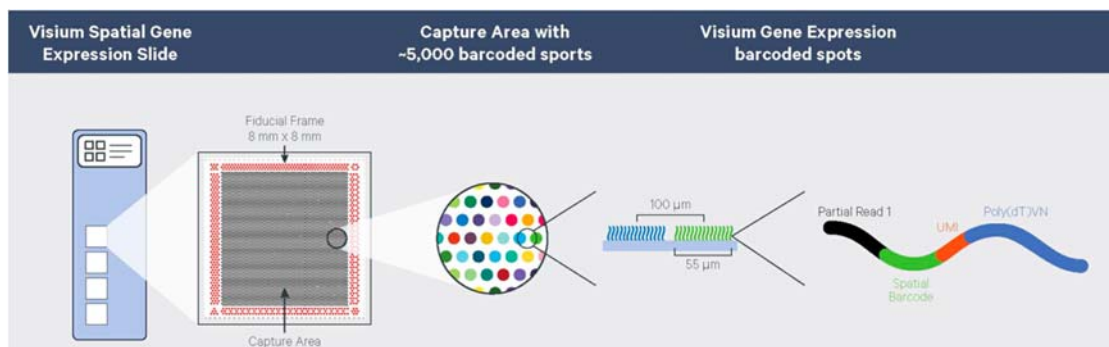 Visium Spatial Gene
Expression Slide
Capture Area with
~5,000 barcoded sports
Visium Gene Expression
barcoded spots
Fiducial Frame
8 mm x 8 mm
Capture Area
100 µm
55 µm
Partial Read 1
Spatial
Barcode
UMI
Poly(dT)VN